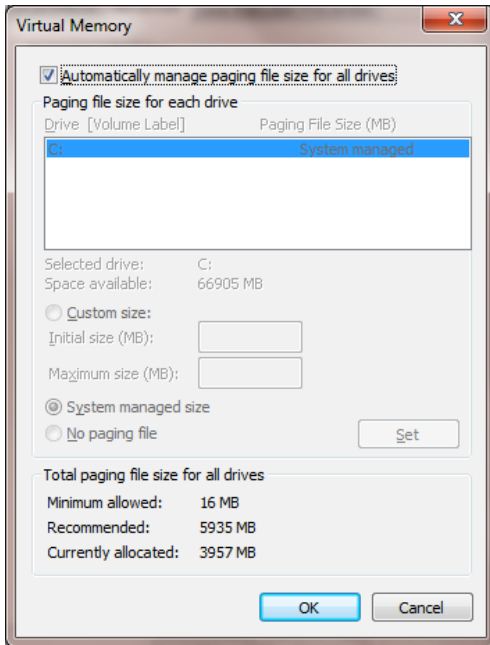 Virtual Memory
Automatically manage paging file size for all drives
Paging file size for each drive
Drive [Volume Label] Paging File Size (MB)
C: System managed
Selected drive: C:
Space available: 66905 MB
Custom size:
Initial size (MB):
Maximum size (MB):
System managed size
No paging file Set
Total paging file size for all drives
Minimum allowed: 16 MB
Recommended: 5935 MB
Currently allocated: 3957 MB
OK Cancel